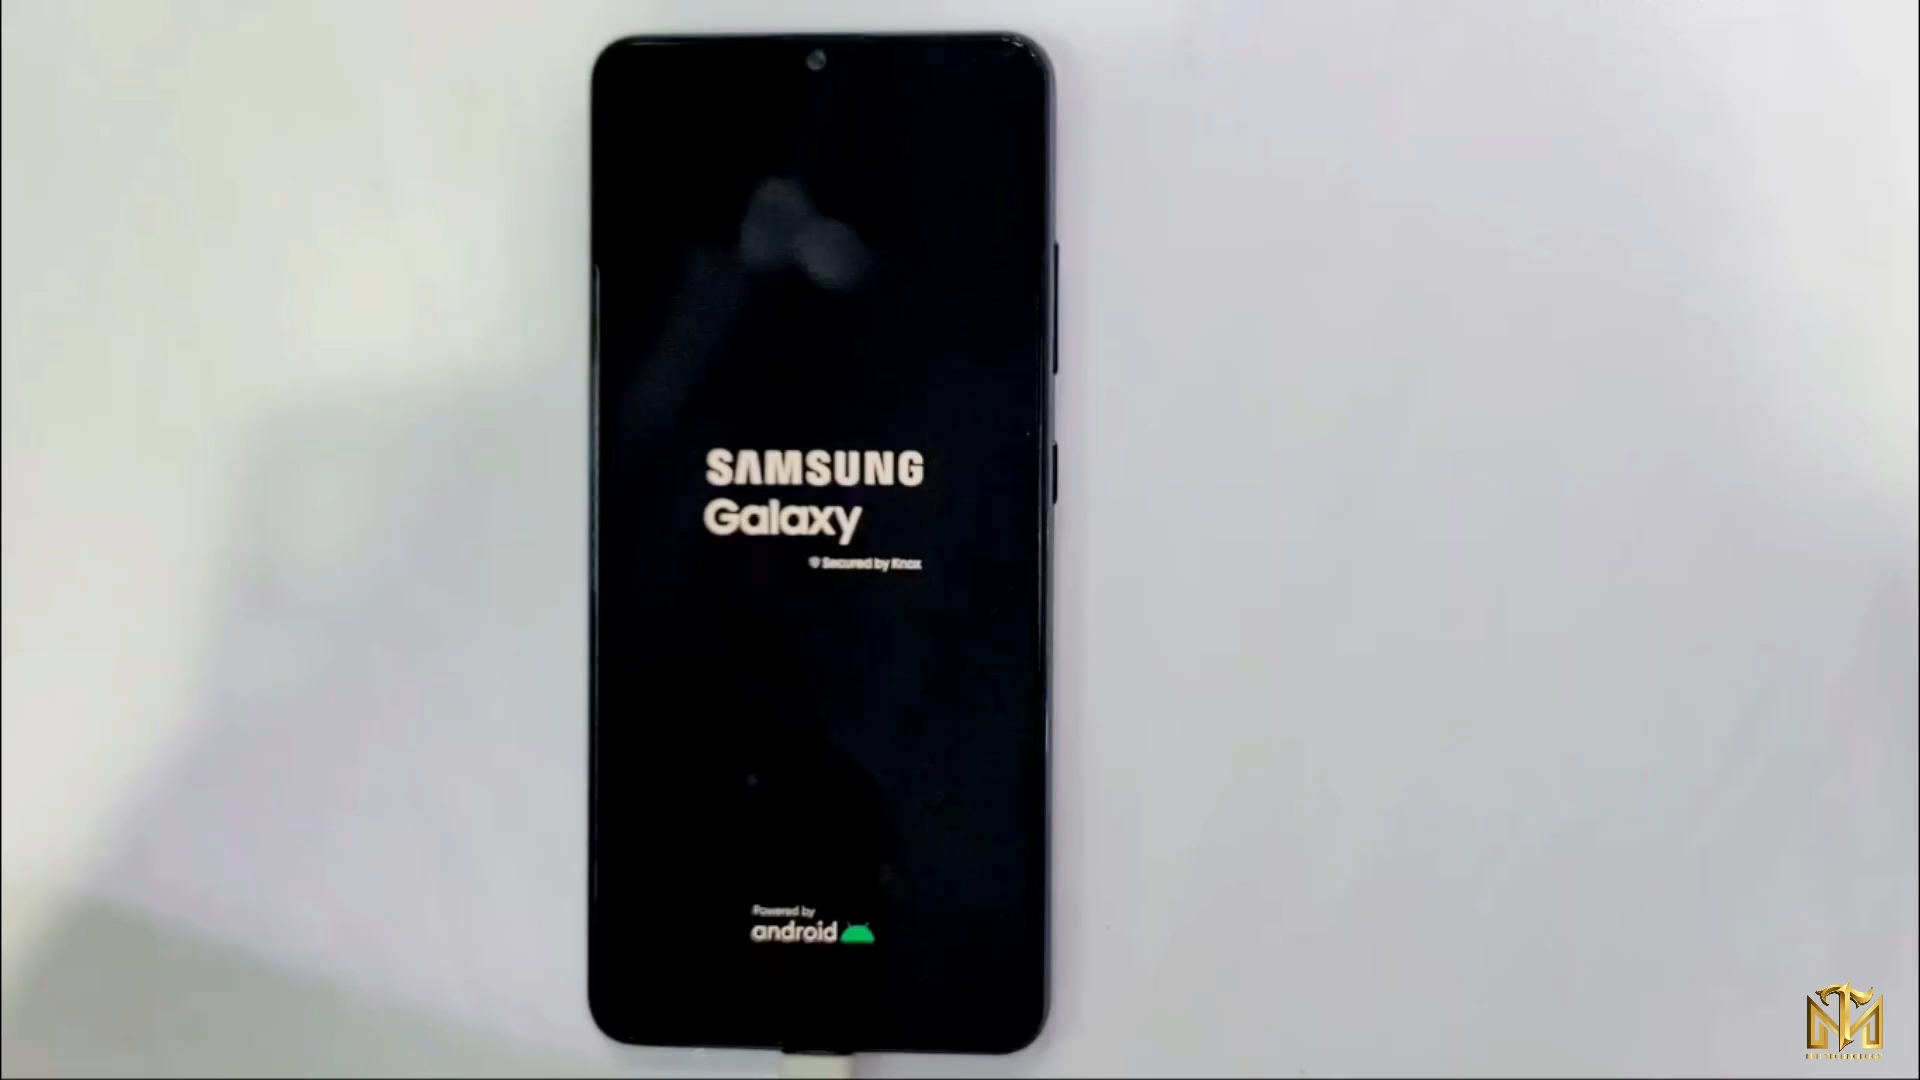 SAMSUNG
Galaxy
Secured by Knox
Powered by
android